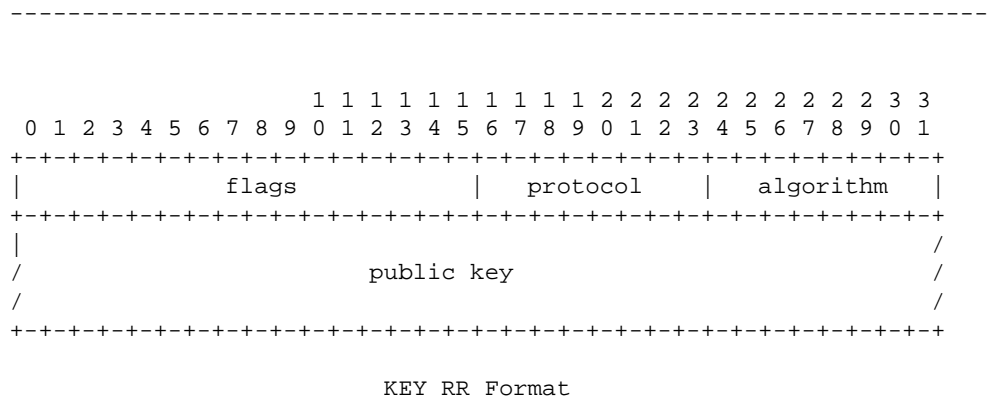 --------------------------------------------------------------------
                     1 1 1 1 1 1 1 1 1 1 2 2 2 2 2 2 2 2 2 2 3 3
 0 1 2 3 4 5 6 7 8 9 0 1 2 3 4 5 6 7 8 9 0 1 2 3 4 5 6 7 8 9 0 1
+-+-+-+-+-+-+-+-+-+-+-+-+-+-+-+-+-+-+-+-+-+-+-+-+-+-+-+-+-+-+-+-+
|              flags            |   protocol    |   algorithm   |
+-+-+-+-+-+-+-+-+-+-+-+-+-+-+-+-+-+-+-+-+-+-+-+-+-+-+-+-+-+-+-+-+
|                                                               /
/                        public key                             /
/                                                               /
+-+-+-+-+-+-+-+-+-+-+-+-+-+-+-+-+-+-+-+-+-+-+-+-+-+-+-+-+-+-+-+-+
                          KEY RR Format